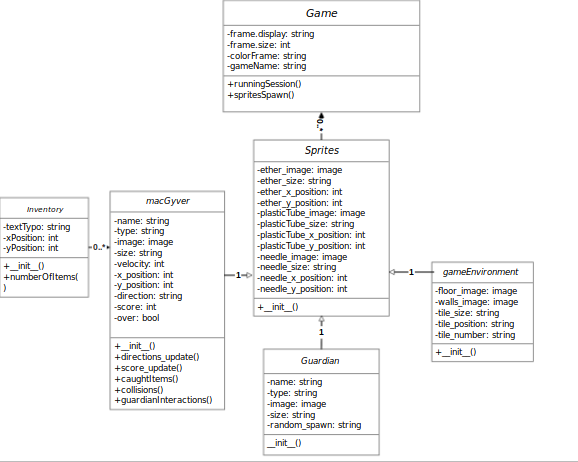 Game
-frame.display: string
-frame.size: int
-colorFrame: string
-gameName: string
+runningSession()
+spritesSpawn()
0..*
Sprites
-ether_image: image
-ether_size: string
-ether_x_position: int
-ether_y_position: int
-plasticTube_image: image
-plasticTube_size: string
-plasticTube_x_position: int
-plasticTube_y_position: int
-needle_image: image
-needle_size: string
-needle_x_position: int
-needle_y_position: int
+__init__()
macGyver
-name: string
-type: string
-image: image
-size: string
-velocity: int
-x_position: int
-y_position: int
-direction: string
-score: int
-over: bool
+__init__()
+directions_update()
+score_update()
+caughtItems()
+collisions()
+guardianInteractions()
1
Inventory
-textTypo: string
-xPosition: int
-yPosition: int
+__init__()
+numberOfItems(
)
0..*
1
gameEnvironment
-floor_image: image
-walls_image: image
-tile_size: string
-tile_position: string
-tile_number: string
+__init__()
1
Guardian
-name: string
-type: string
-image: image
-size: string
-random_spawn: string
__init__()